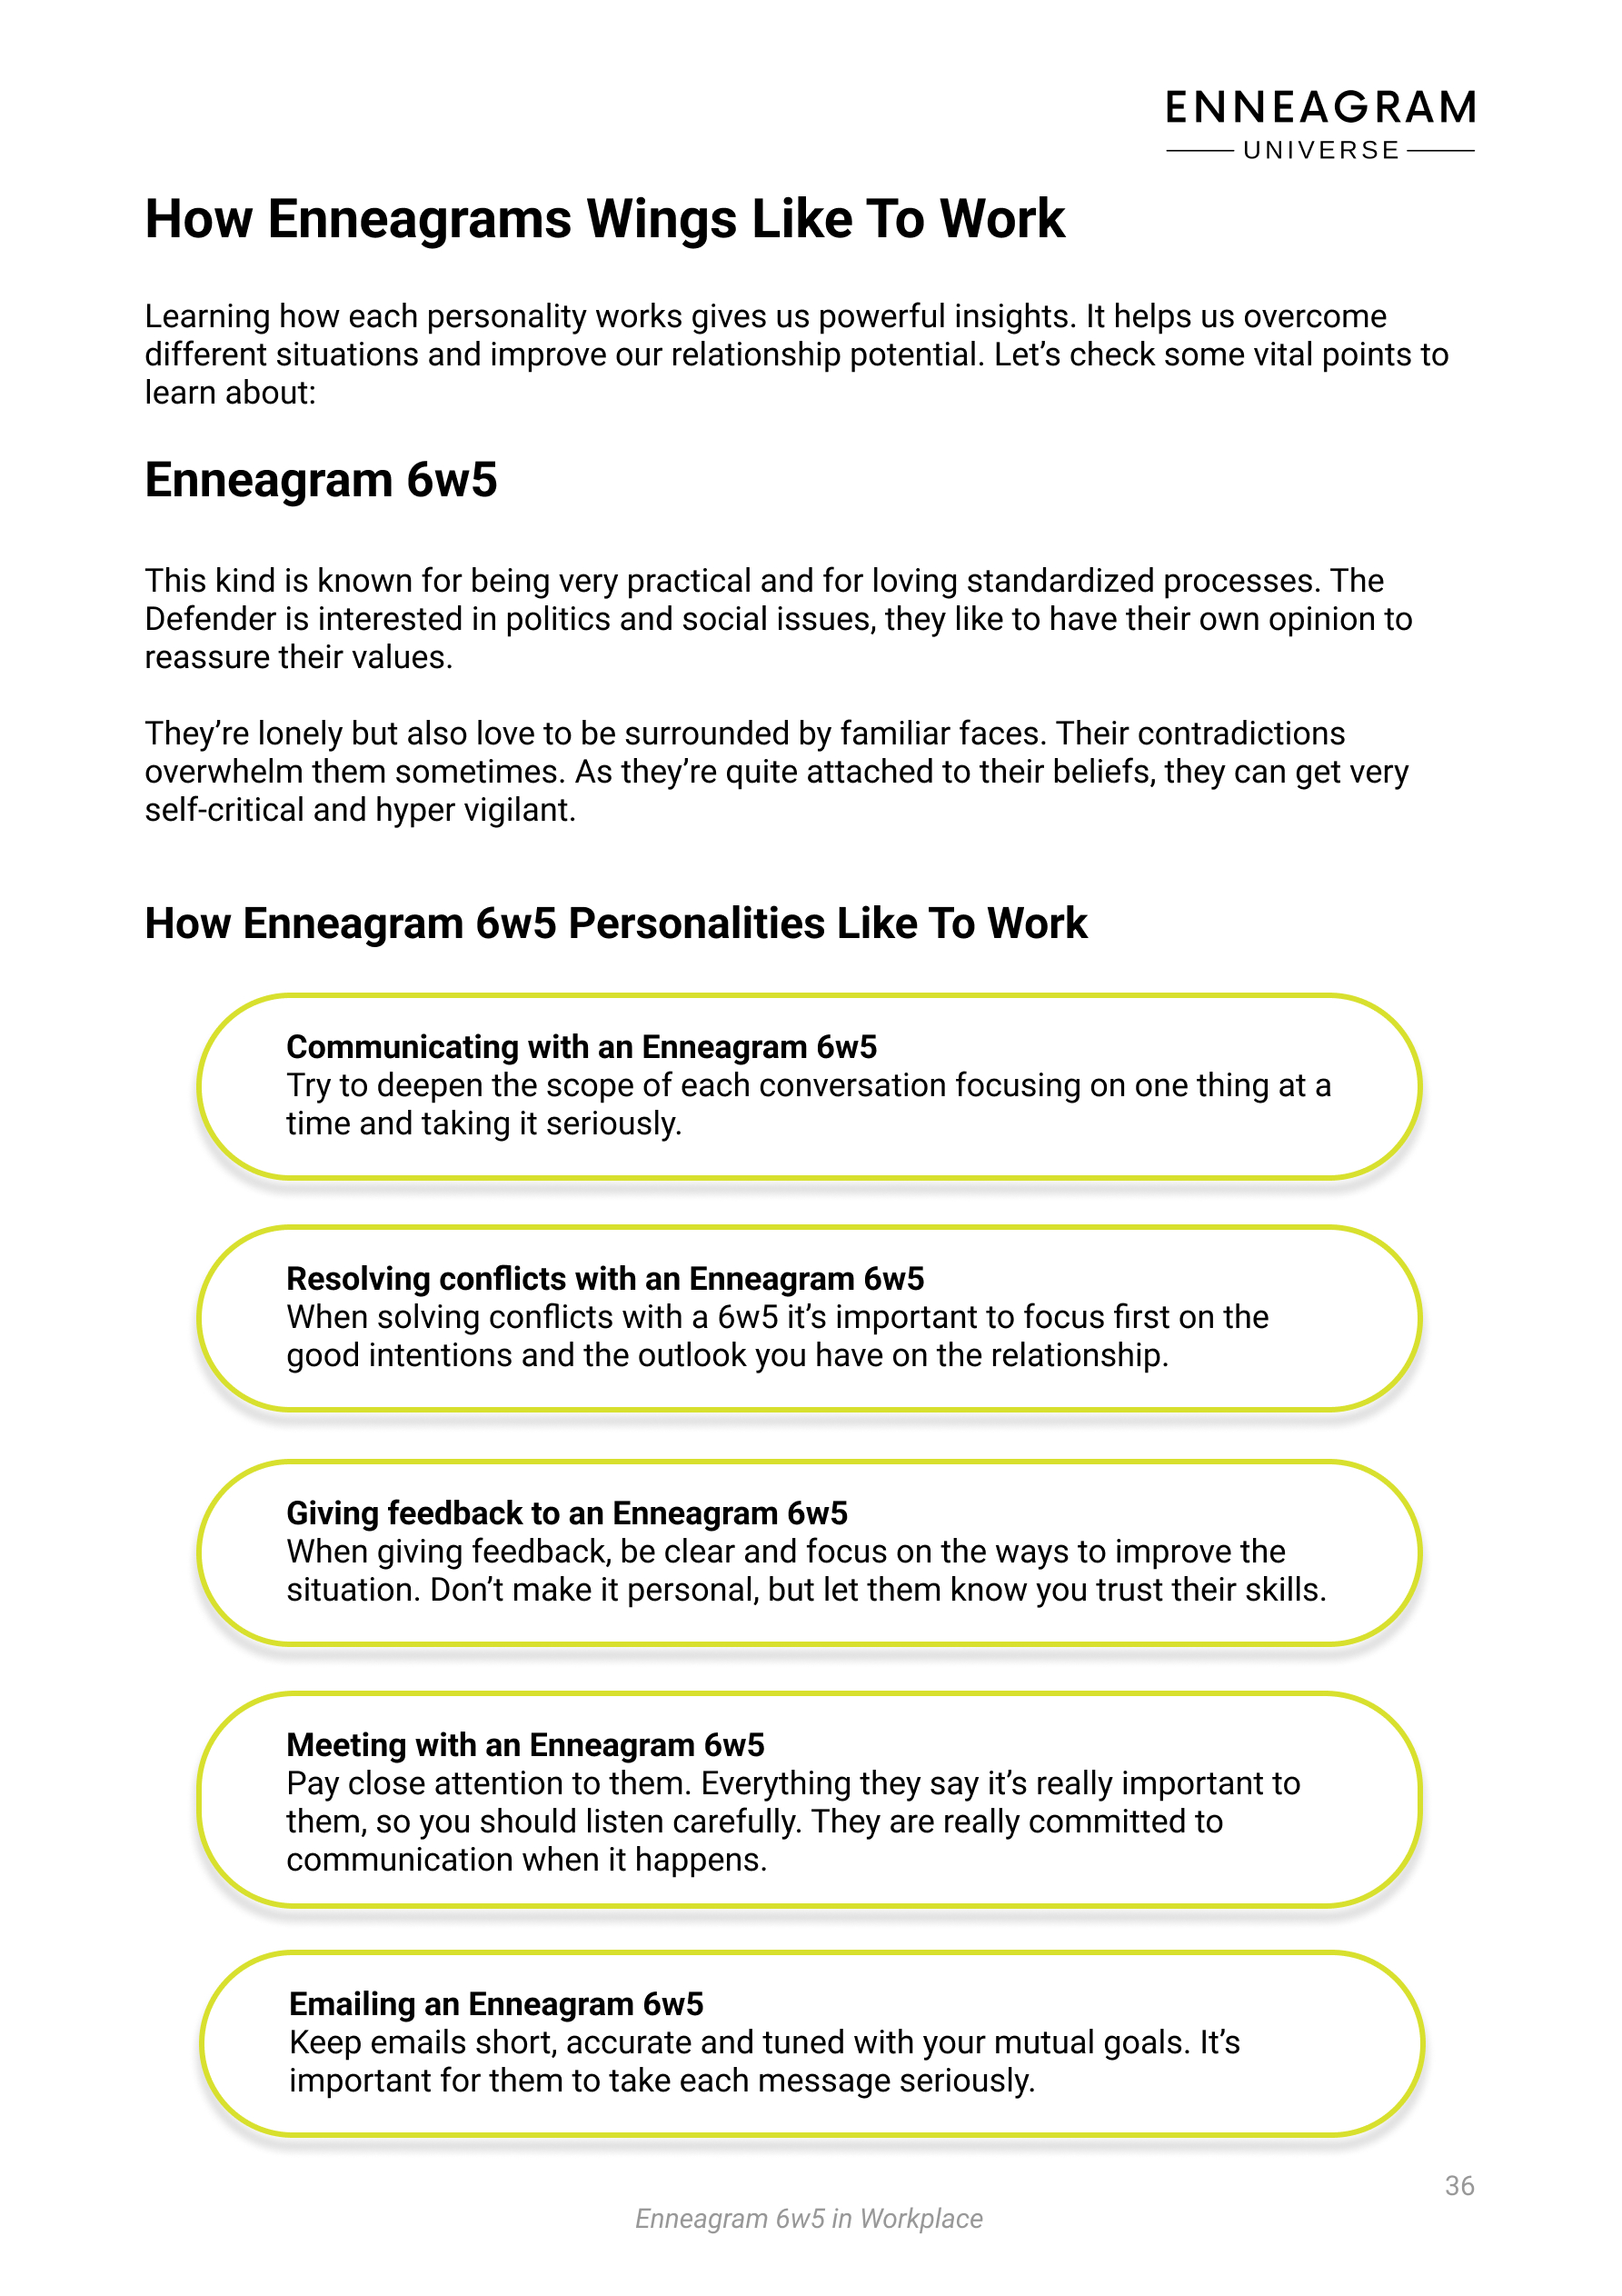 ENNEAGRAM
UNIVERSE
How Enneagrams Wings Like To Work
Learning how each personality works gives us powerful insights. It helps us overcome
different situations and improve our relationship potential. Let’s check some vital points to
learn about:
Enneagram 6w5
This kind is known for being very practical and for loving standardized processes. The
Defender is interested in politics and social issues, they like to have their own opinion to
reassure their values.
They’re lonely but also love to be surrounded by familiar faces. Their contradictions
overwhelm them sometimes. As they’re quite attached to their beliefs, they can get very
self-critical and hyper vigilant.
How Enneagram 6w5 Personalities Like To Work
Communicating with an Enneagram 6w5
Try to deepen the scope of each conversation focusing on one thing at a
time and taking it seriously.
Resolving conflicts with an Enneagram 6w5
When solving conflicts with a 6w5 it’s important to focus first on the
good intentions and the outlook you have on the relationship.
Giving feedback to an Enneagram 6w5
When giving feedback, be clear and focus on the ways to improve the
situation. Don’t make it personal, but let them know you trust their skills.
Meeting with an Enneagram 6w5
Pay close attention to them. Everything they say it’s really important to
them, so you should listen carefully. They are really committed to
communication when it happens.
Emailing an Enneagram 6w5
Keep emails short, accurate and tuned with your mutual goals. It’s
important for them to take each message seriously.
36
Enneagram 6w5 in Workplace